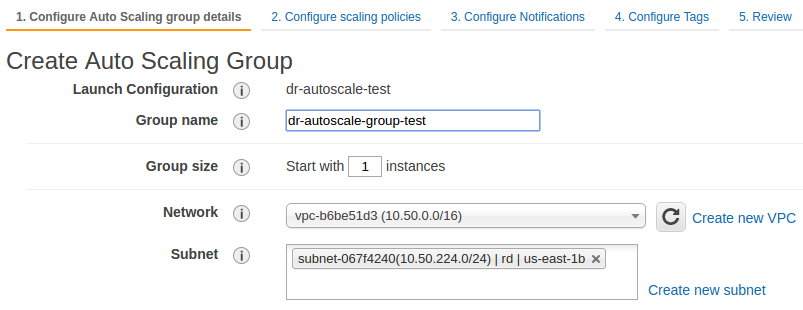 1. Configure Auto Scaling group details 2. Configure scaling policies 3. Configure Notifications 4. Configure Tags 5. Review
Create Auto Scaling Group
Launch Configuration i dr-autoscale-test
Group name i dr-autoscale-group-test
Group size i Start with 1 instances
Network i vpc-b6be51d3 (10.50.0.0/16) Create new VPC
Subnet i subnet-067f4240(10.50.224.0/24) | rd | us-east-1b ×
Create new subnet